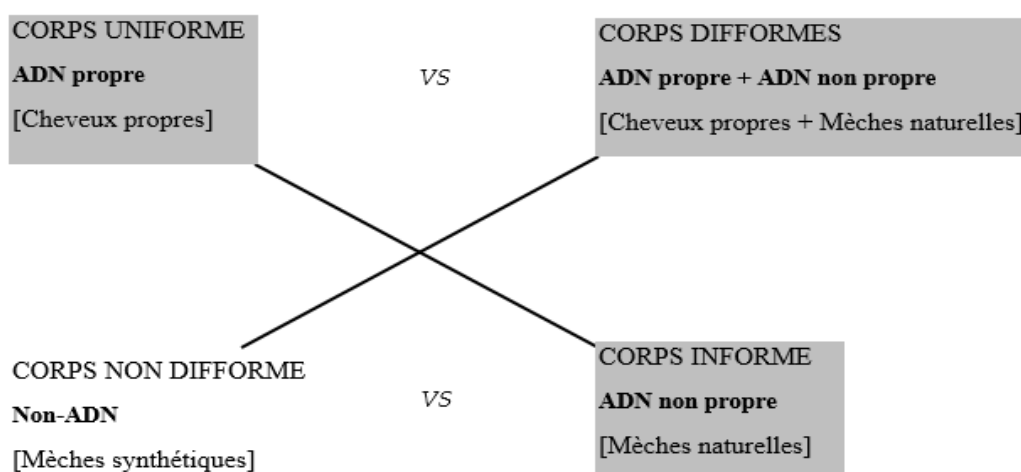 CORPS UNIFORME
ADN propre
[Cheveux propres]
VS
CORPS DIFFORMES
ADN propre + ADN non propre
[Cheveux propres + Mèches naturelles]
CORPS NON DIFFORME
Non-ADN
[Mèches synthétiques]
VS
CORPS INFORME
ADN non propre
[Mèches naturelles]